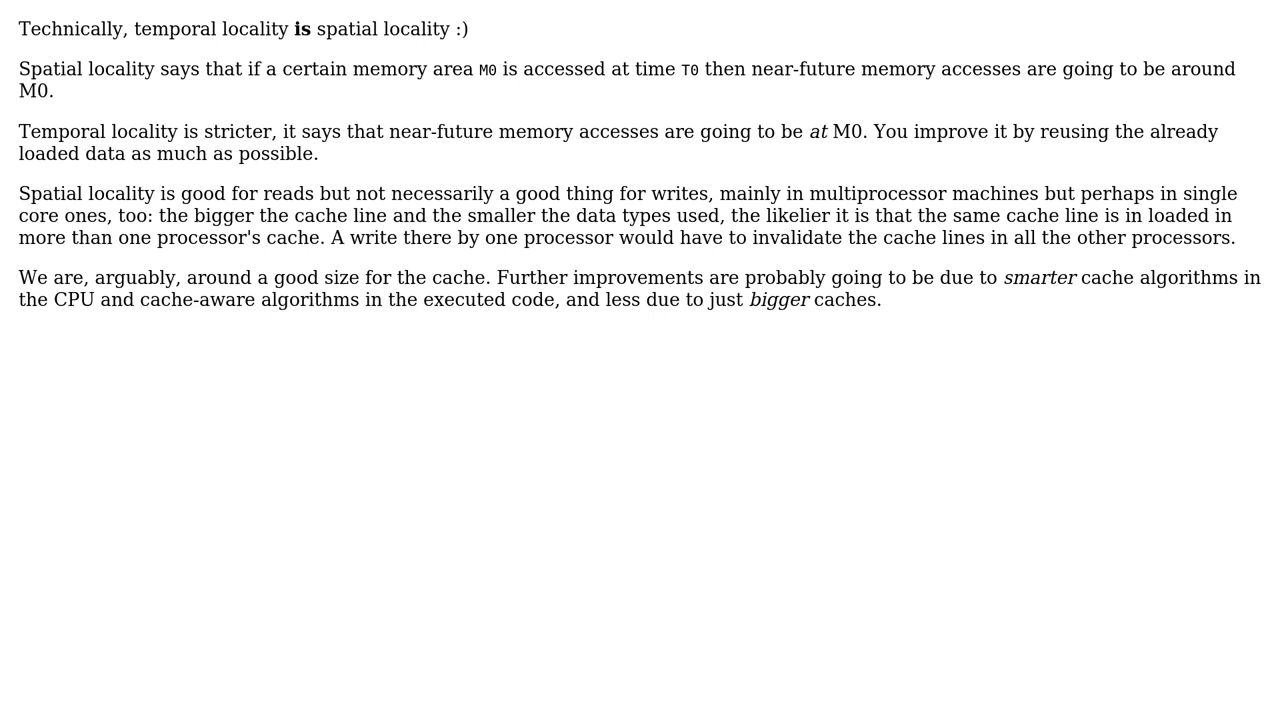 Technically, temporal locality is spatial locality :)
Spatial locality says that if a certain memory area M0 is accessed at time T0 then near-future memory accesses are going to be around
M0.
Temporal locality is stricter, it says that near-future memory accesses are going to be at M0. You improve it by reusing the already
loaded data as much as possible.
Spatial locality is good for reads but not necessarily a good thing for writes, mainly in multiprocessor machines but perhaps in single
core ones, too: the bigger the cache line and the smaller the data types used, the likelier it is that the same cache line is in loaded in
more than one processor's cache. A write there by one processor would have to invalidate the cache lines in all the other processors.
We are, arguably, around a good size for the cache. Further improvements are probably going to be due to smarter cache algorithms in
the CPU and cache-aware algorithms in the executed code, and less due to just bigger caches.